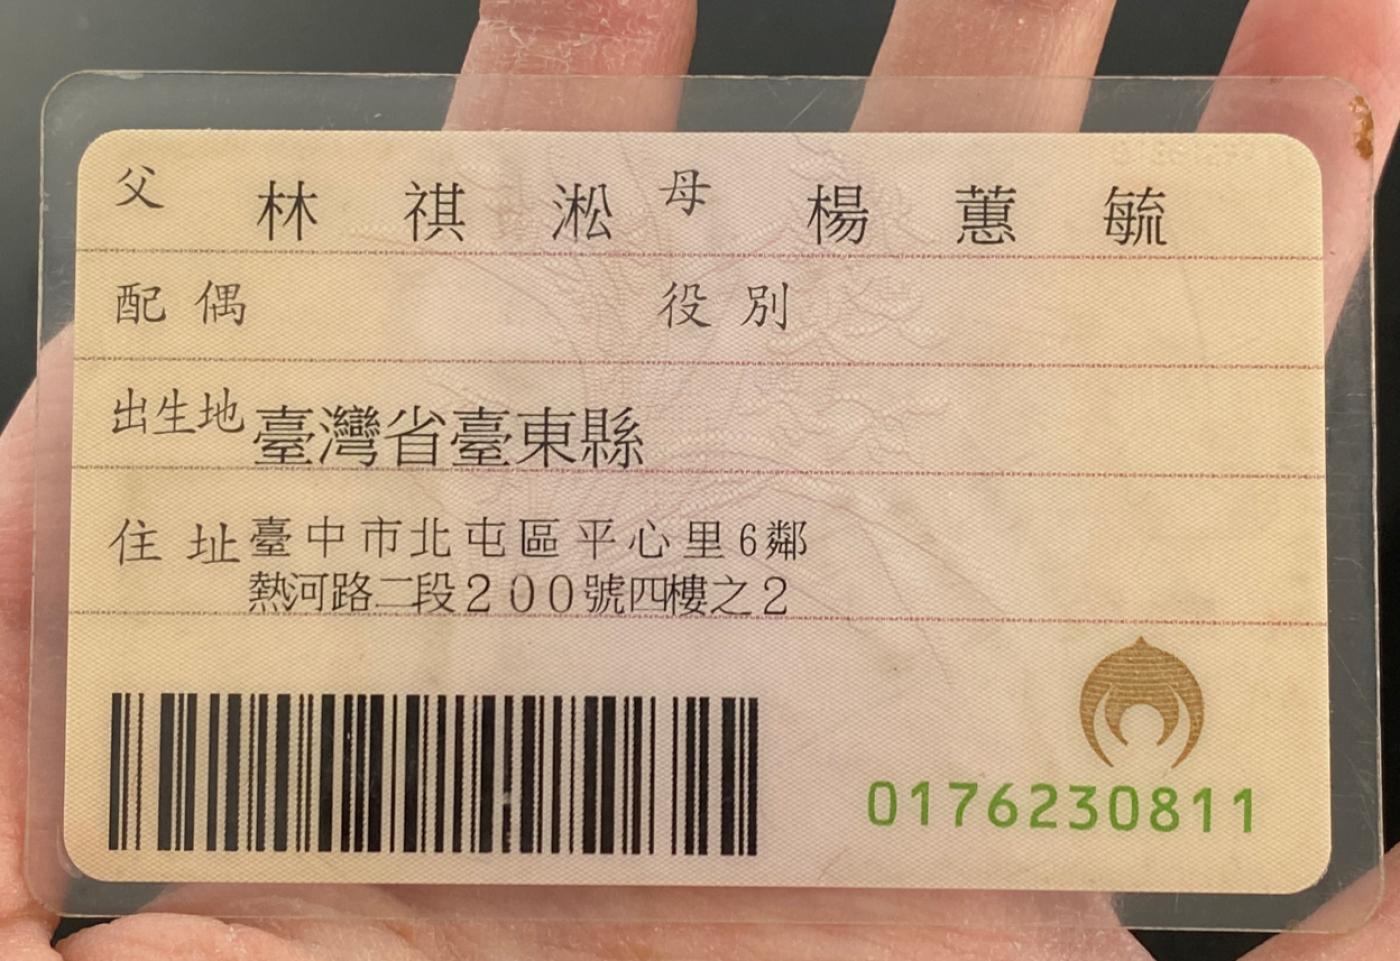 父 林祺淞 母 楊蕙毓
配偶 役別
出生地 臺灣省臺東縣
住址 臺中市北屯區平心里6鄰
熱河路二段200號四樓之2
0176230811